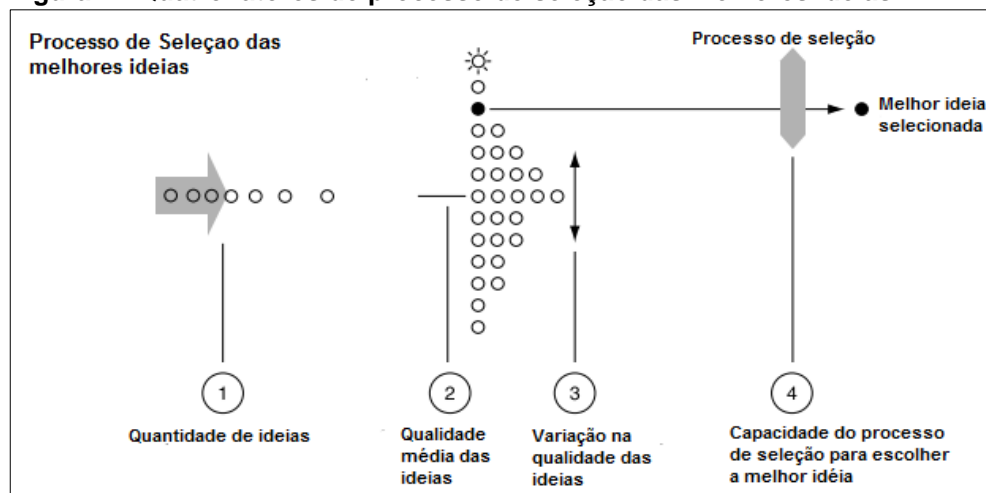 Processo de Seleçao das
melhores ideias
Processo de seleção
Melhor ideia
selecionada
1
2
3
4
Quantidade de ideias
Qualidade
média das
ideias
Variação na
qualidade das
ideias
Capacidade do processo
de seleção para escolher
a melhor idéia